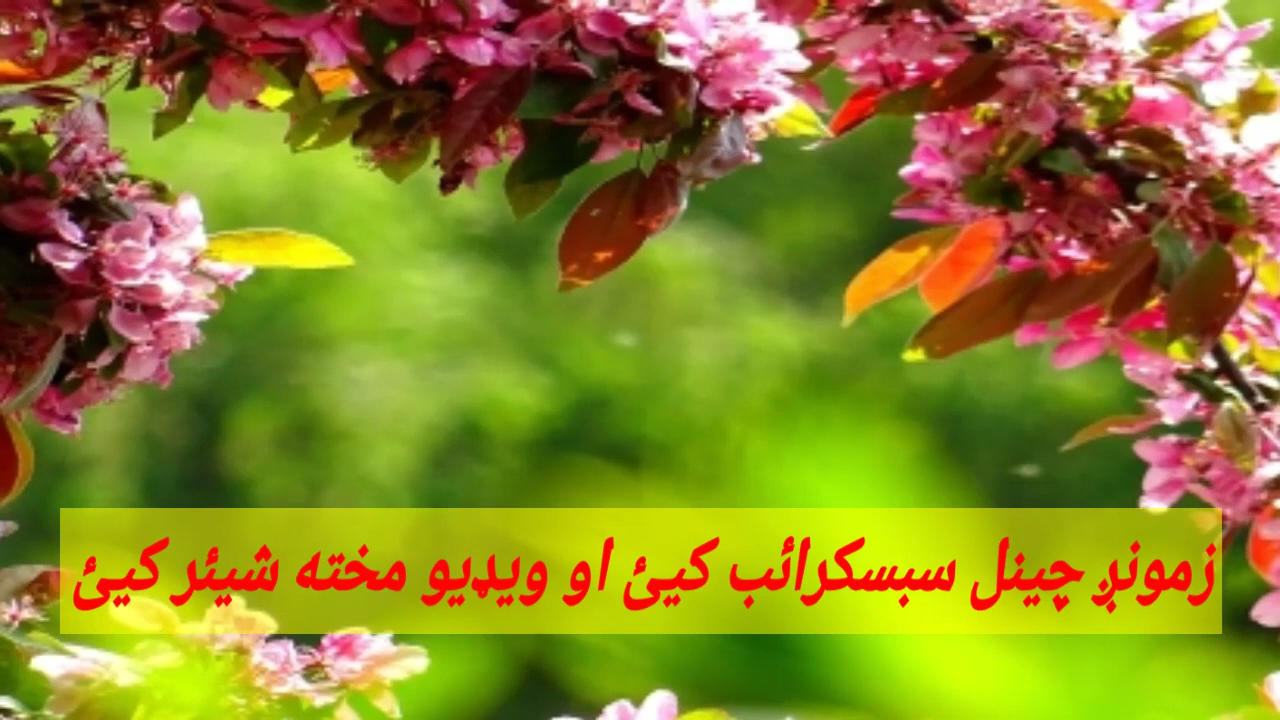 زمونږ چینل سبسکرائب کیئ او ویډیو مخته شیئر کیئ